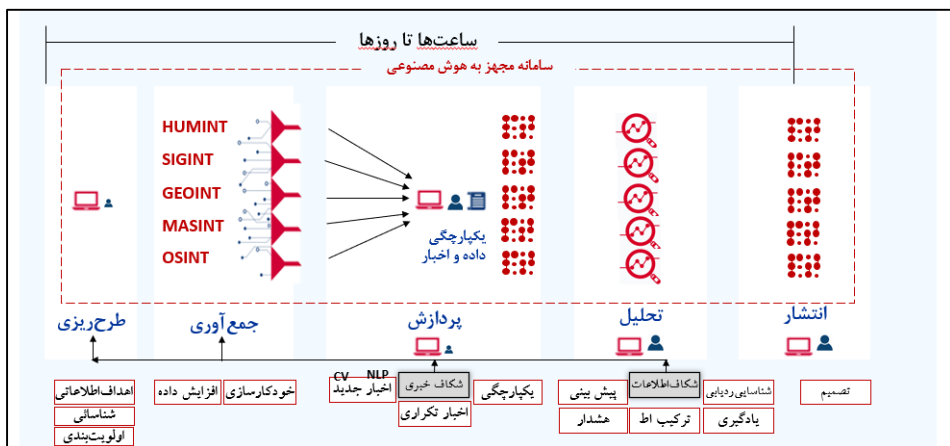 ساعت‌ها تا روزها
سامانه مجهز به هوش مصنوعی
HUMINT
SIGINT
GEOINT
MASINT
OSINT
یکپارچگی
داده و اخبار
طرح‌ریزی
جمع‌آوری
پردازش
تحلیل
انتشار
اهداف‌اطلاعاتی
شناسائی
اولویت‌بندی
افزایش داده
خودکارسازی
CV
NLP
اخبار جدید
شکاف خبری
اخبار تکراری
یکپارچگی
پیش بینی
هشدار
شکاف‌اطلاعات
ترکیب اط
شناسایی‌ردیابی
یادگیری
تصمیم